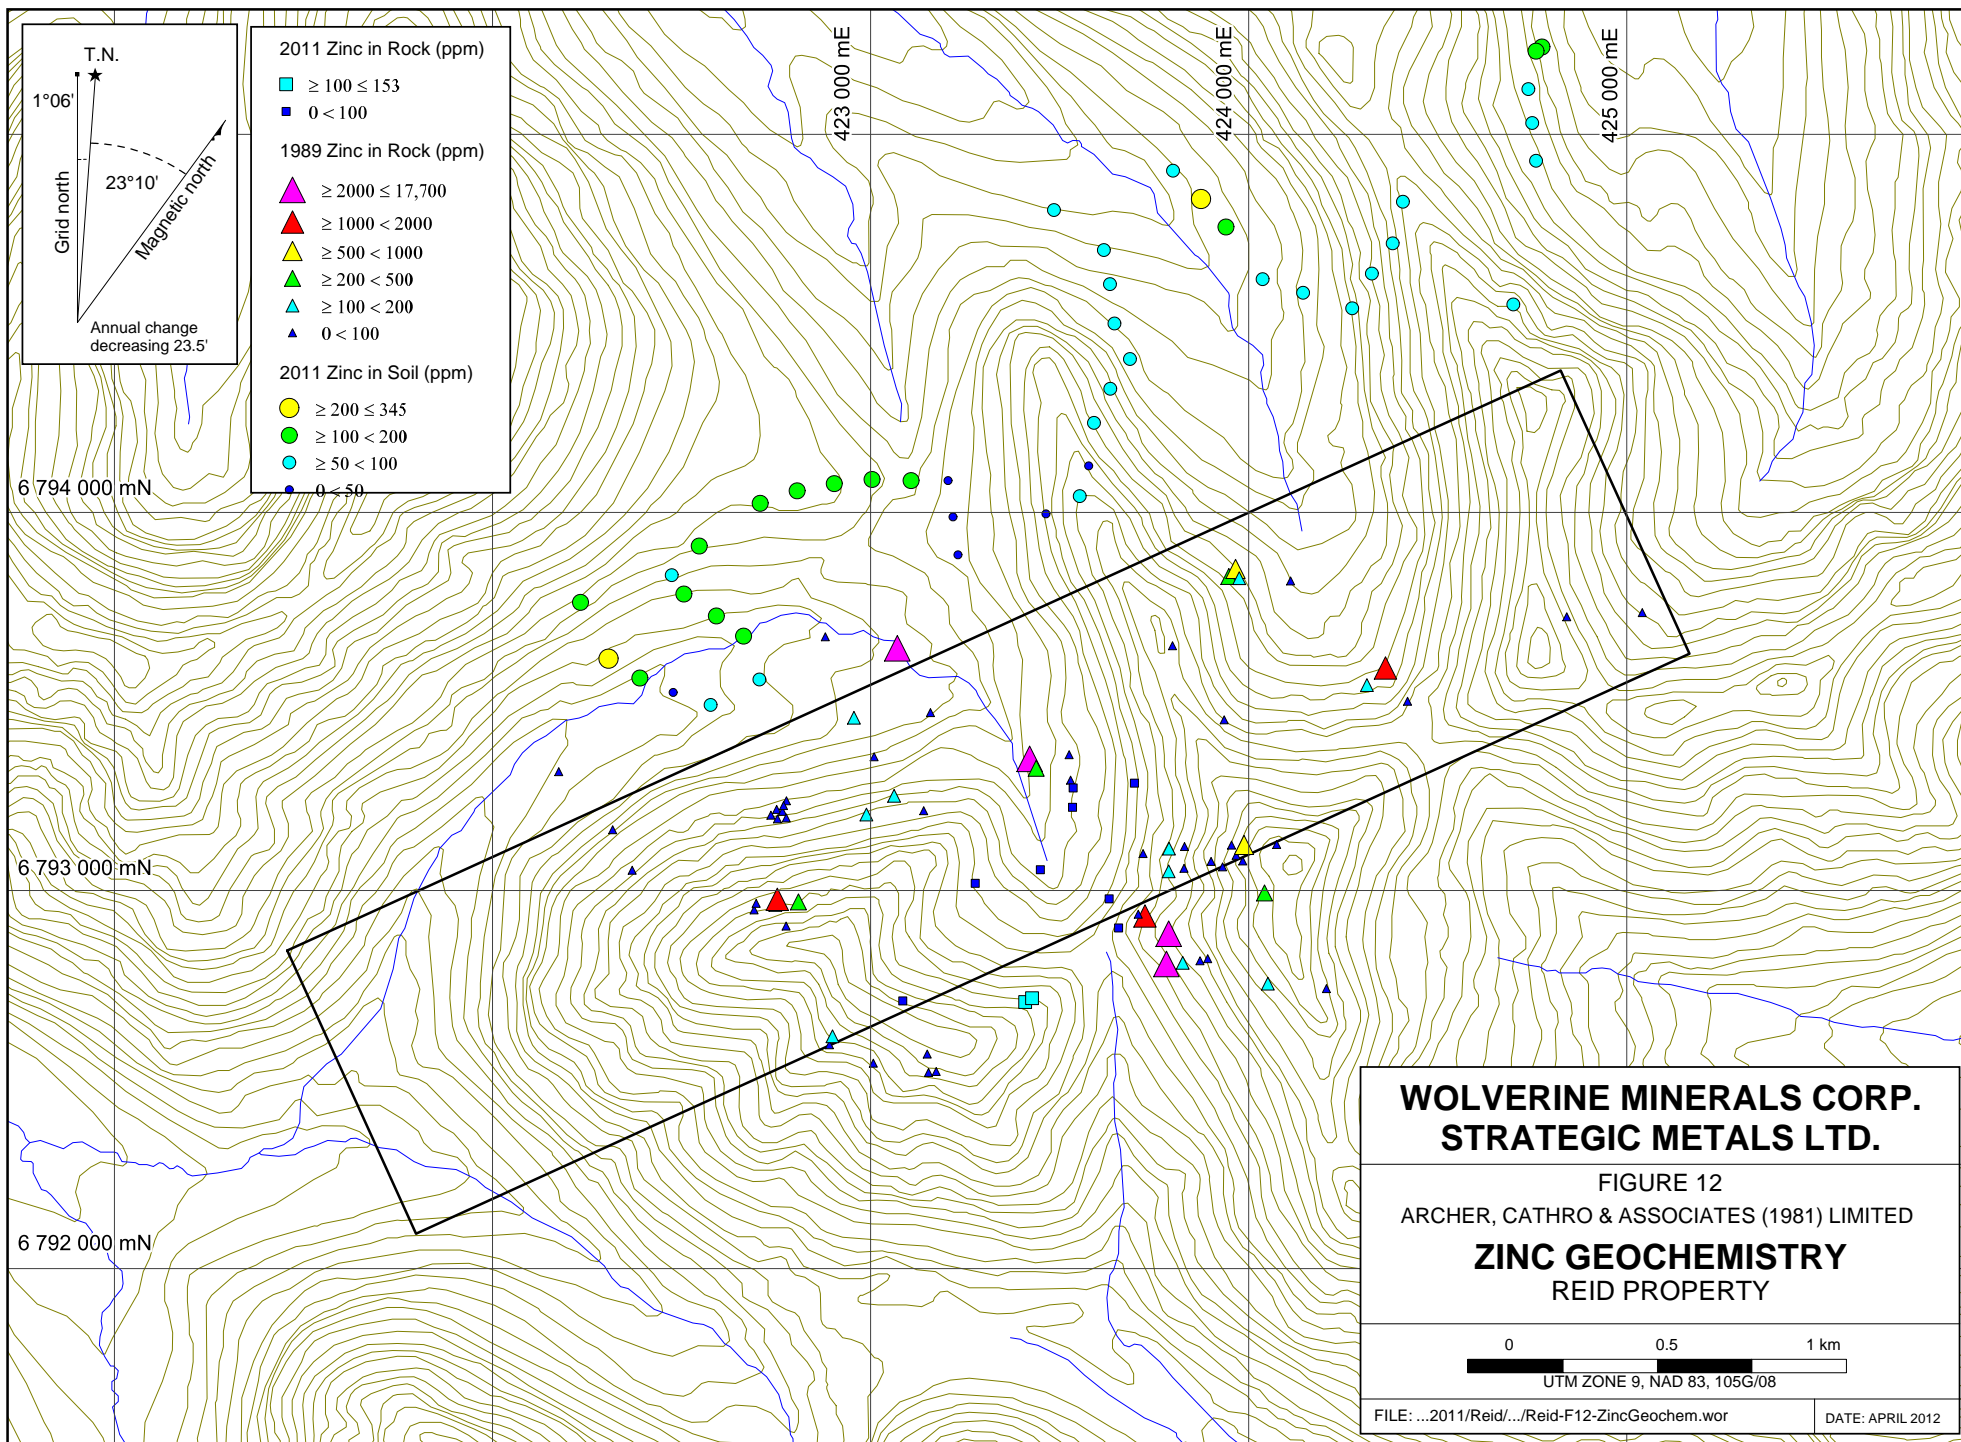 T.N.
1°06'
23°10'
Grid north
Magnetic north
Annual change
decreasing 23.5'
2011 Zinc in Rock (ppm)
≥ 100 ≤ 153
0 < 100
1989 Zinc in Rock (ppm)
≥ 2000 ≤ 17,700
≥ 1000 < 2000
≥ 500 < 1000
≥ 200 < 500
≥ 100 < 200
0 < 100
2011 Zinc in Soil (ppm)
≥ 200 ≤ 345
≥ 100 < 200
≥ 50 < 100
0 < 50
423 000 mE
424 000 mE
425 000 mE
6 794 000 mN
6 793 000 mN
6 792 000 mN
WOLVERINE MINERALS CORP.
STRATEGIC METALS LTD.
FIGURE 12
ARCHER, CATHRO & ASSOCIATES (1981) LIMITED
ZINC GEOCHEMISTRY
REID PROPERTY
0 0.5 1 km
UTM ZONE 9, NAD 83, 105G/08
FILE: ...2011/Reid/.../Reid-F12-ZincGeochem.wor
DATE: APRIL 2012